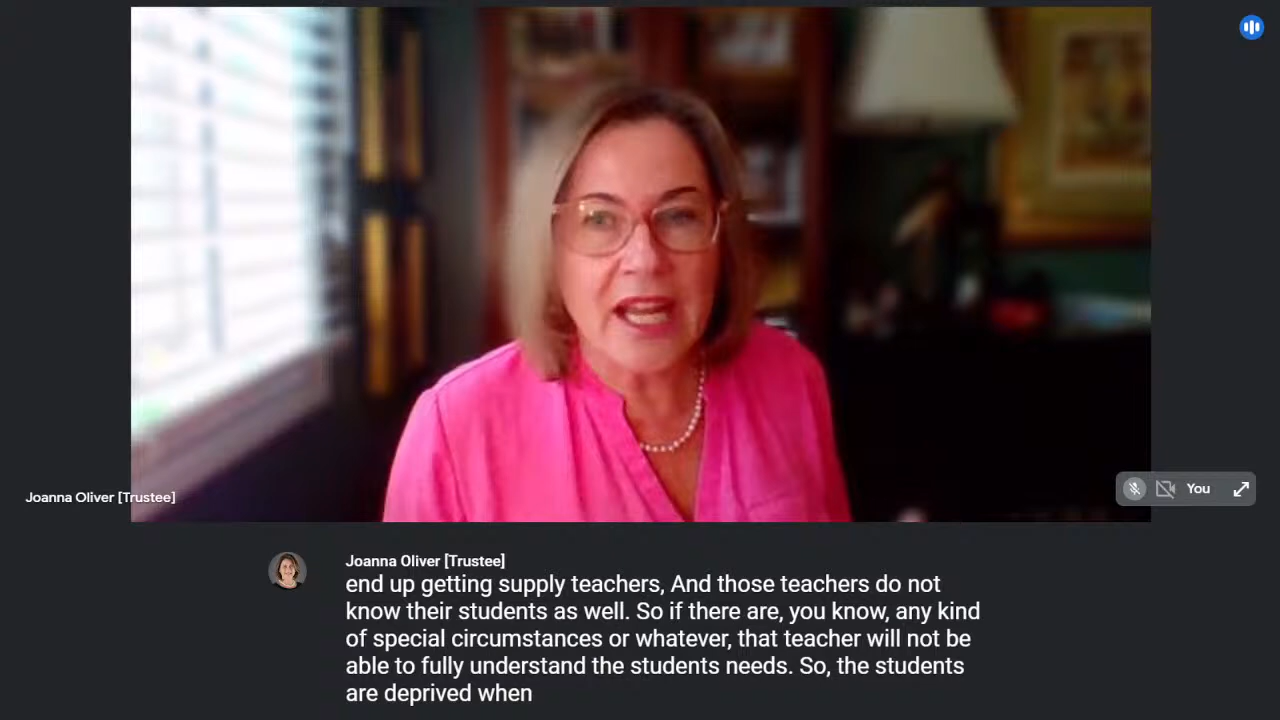 Joanna Oliver [Trustee]
You
Joanna Oliver [Trustee]
end up getting supply teachers, And those teachers do not
know their students as well. So if there are, you know, any kind
of special circumstances or whatever, that teacher will not be
able to fully understand the students needs. So, the students
are deprived when